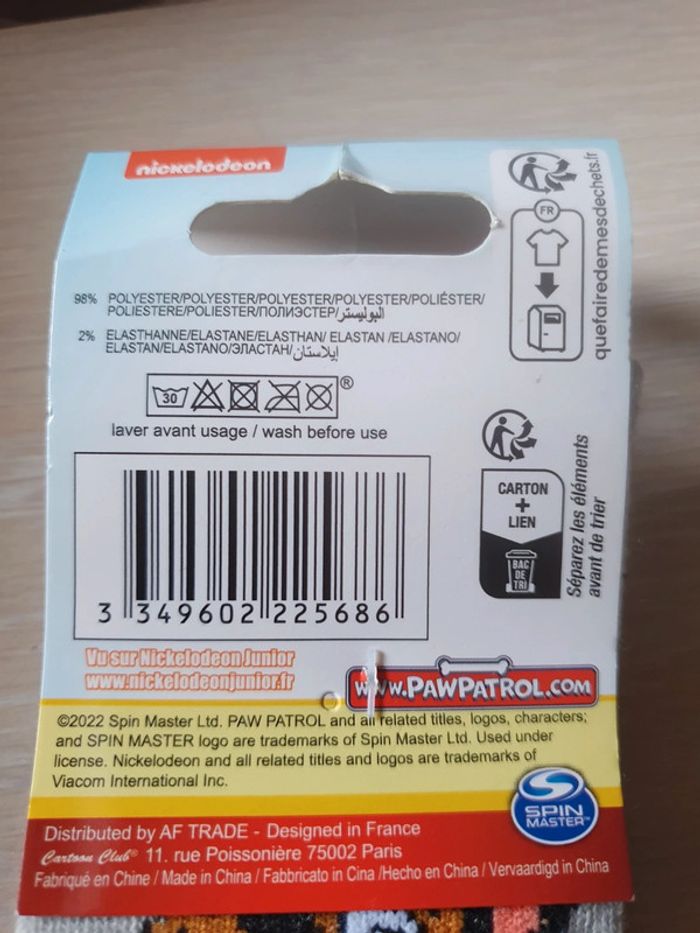 nickelodeon
FR
quefairedemesdechets.fr
98% POLYESTER/POLYESTER/POLYESTER/POLYESTER/POLIÉSTER/
POLIESTERE/POLIESTER/ПОЛИЭСТЕР/البوليستر
2% ELASTHANNE/ELASTANE/ELASTHAN/ ELASTAN /ELASTANO/
ELASTAN/ELASTANO/ЭЛАСТАН/إيلاستان
30 ®
laver avant usage / wash before use
CARTON
+
LIEN
BAC
DE
TRI
Séparez les éléments
avant de trier
3 349602 225686
Vu sur Nickelodeon Junior
www.nickelodeonjunior.fr
www.PAWPATROL.COM
©2022 Spin Master Ltd. PAW PATROL and all related titles, logos, characters;
and SPIN MASTER logo are trademarks of Spin Master Ltd. Used under
license. Nickelodeon and all related titles and logos are trademarks of
Viacom International Inc.
SPIN
MASTER™
Distributed by AF TRADE - Designed in France
Cartoon Club® 11. rue Poissonière 75002 Paris
Fabriqué en Chine / Made in China / Fabbricato in Cina /Hecho en China / Vervaardigd in China